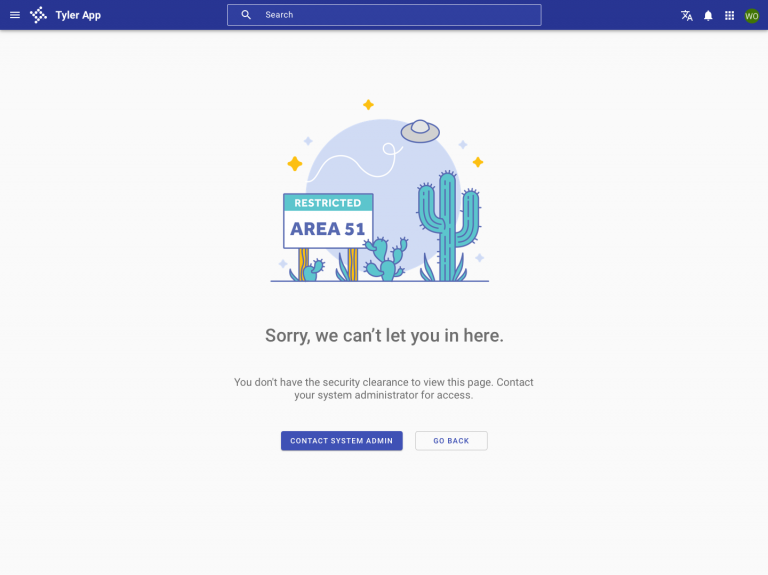 Tyler App
Search
WO
RESTRICTED
AREA 51
Sorry, we can’t let you in here.
You don't have the security clearance to view this page. Contact
your system administrator for access.
CONTACT SYSTEM ADMIN
GO BACK